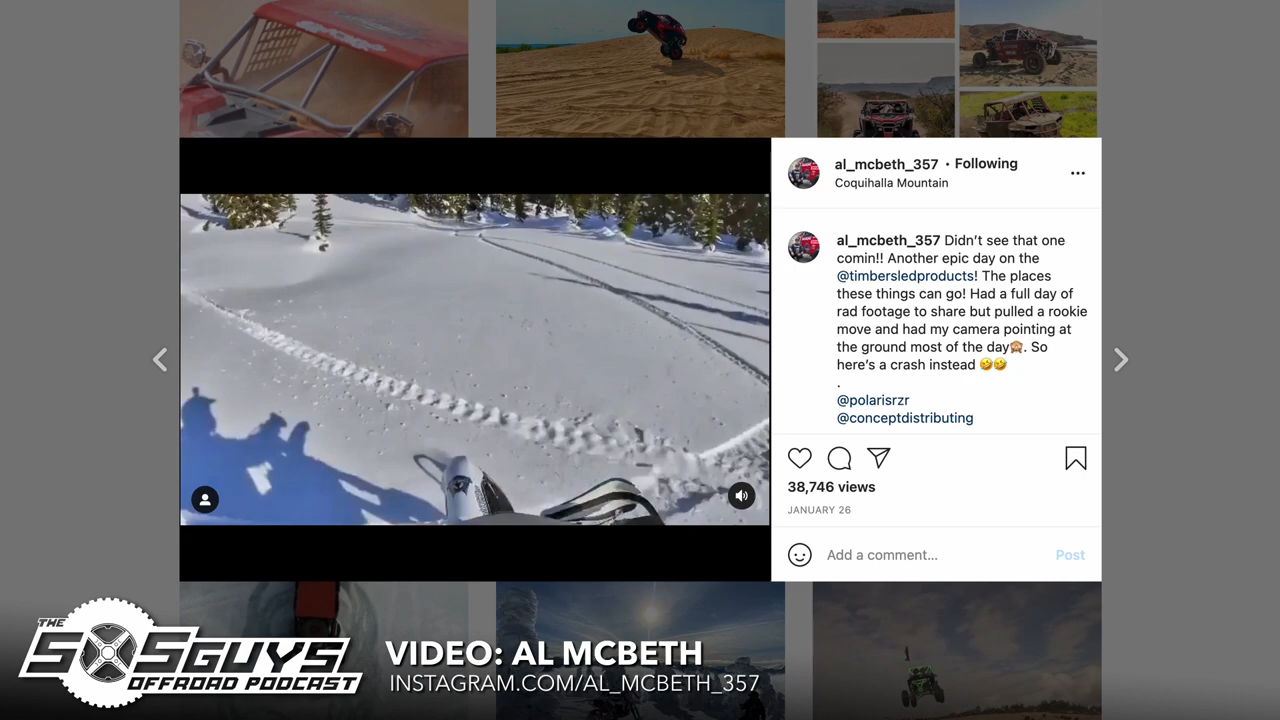 al_mcbeth_357 • Following
Coquihalla Mountain
...
al_mcbeth_357 Didn’t see that one
comin!! Another epic day on the
@timbersledproducts! The places
these things can go! Had a full day of
rad footage to share but pulled a rookie
move and had my camera pointing at
the ground most of the day🙈. So
here’s a crash instead 🤣🤣
.
@polarisrzr
@conceptdistributing
38,746 views
JANUARY 26
Add a comment...
Post
THE
SXSGUYS
OFFROAD PODCAST
VIDEO: AL MCBETH
INSTAGRAM.COM/AL_MCBETH_357